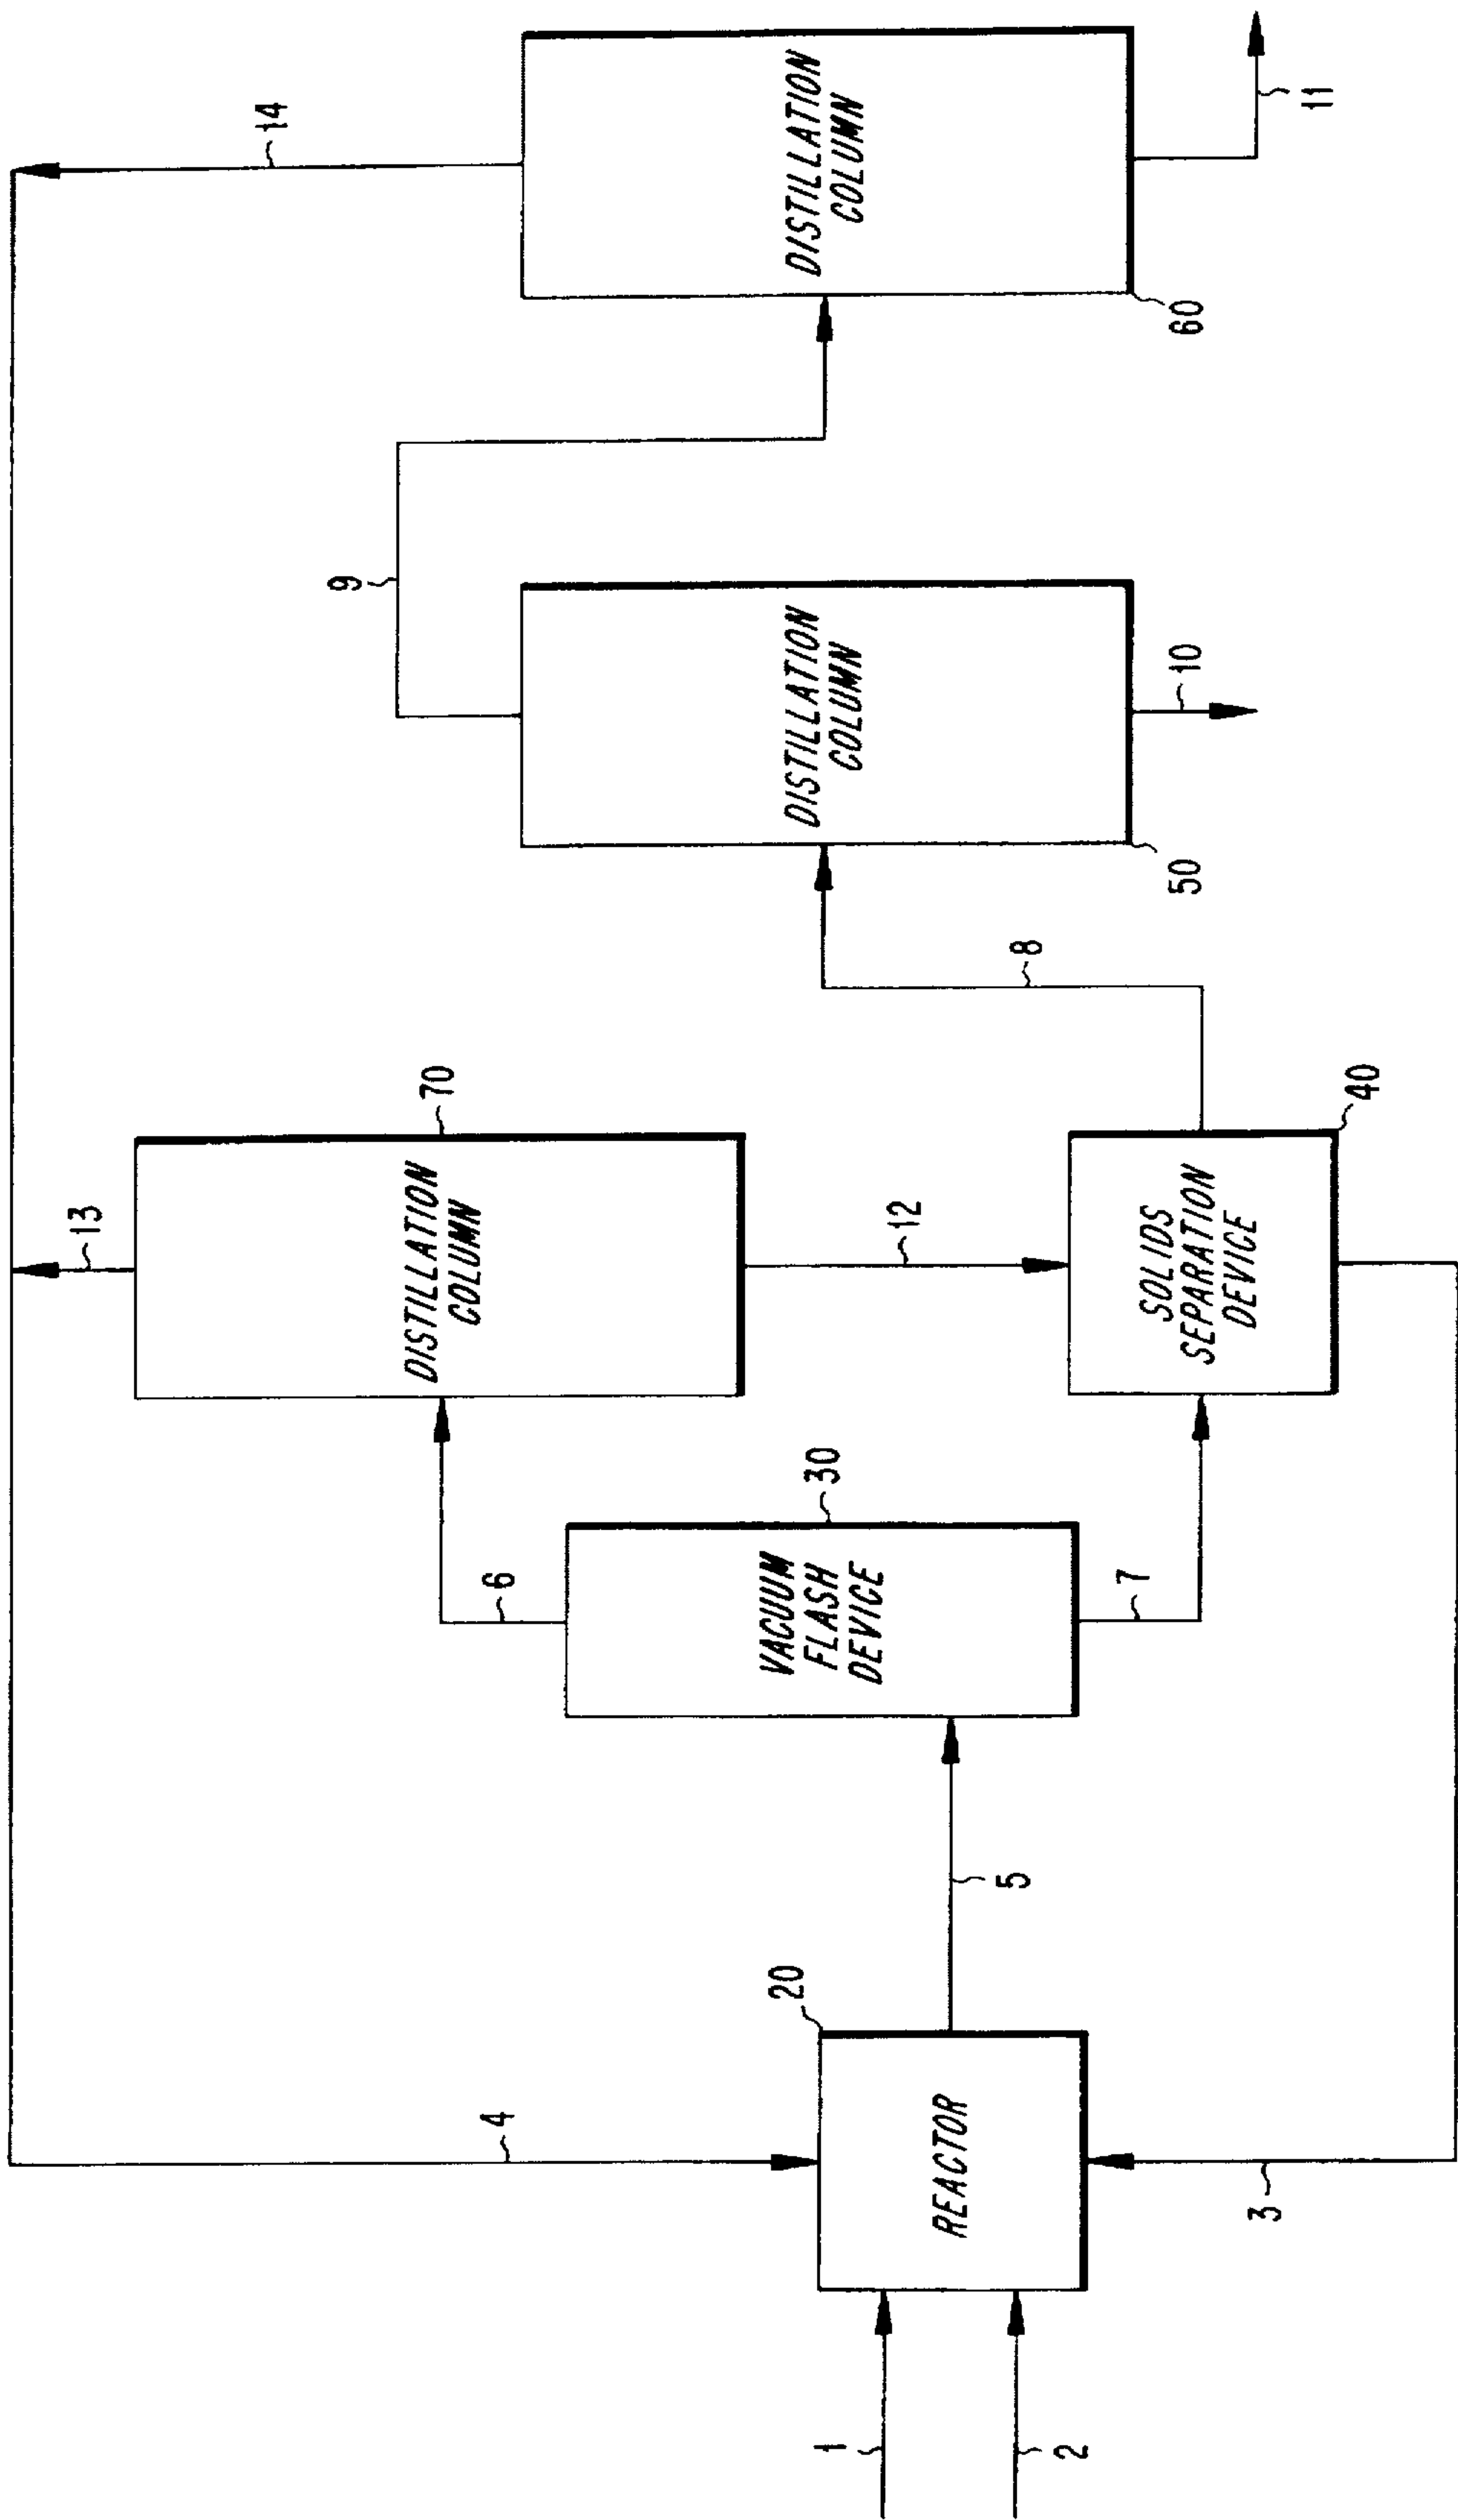 14
13
DISTILLATION
COLUMN
70
9
4
6
VACUUM
FLASH
DEVICE
30
DISTILLATION
COLUMN
50
DISTILLATION
COLUMN
60
REACTOR
20
5
1
2
3
7
12
SOLIDS
SEPARATION
DEVICE
40
8
10
11